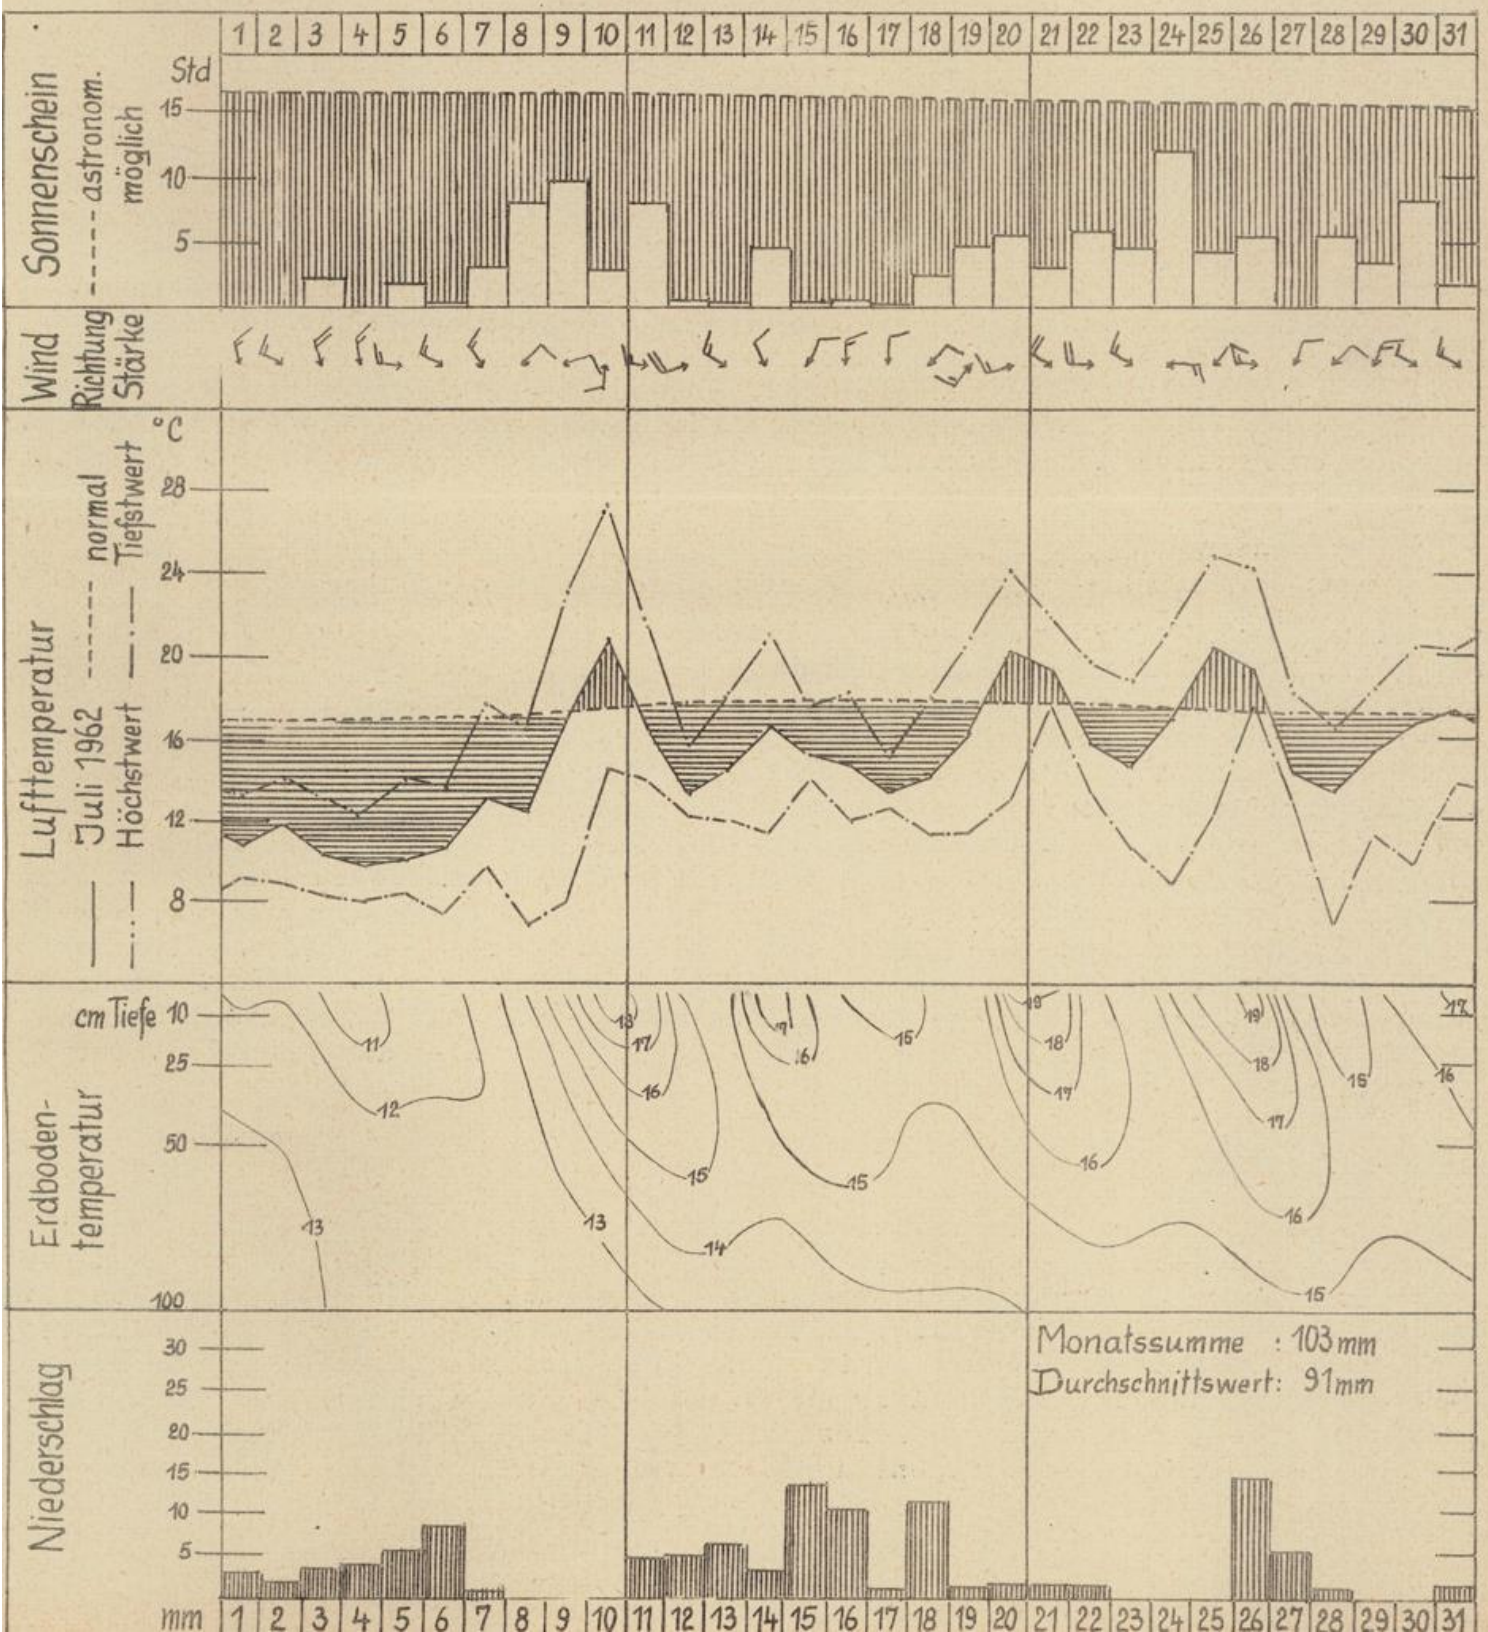 1 2 3 4 5 6 7 8 9 10 11 12 13 14 15 16 17 18 19 20 21 22 23 24 25 26 27 28 29 30 31
Sonnenschein
----- astronom.
möglich
Std
15
10
5
Wind
Richtung
Stärke
Lufttemperatur
Juli 1962 ------ normal
Höchstwert Tiefstwert
°C
28
24
20
16
12
8
Erdboden-
temperatur
cm Tiefe 10
25
50
100
11
12
13
13
18
17
16
15
14
17
16
15
15
19
18
17
16
19
18
17
16
15
15
17
16
Niederschlag
30
25
20
15
10
5
Monatssumme : 103 mm
Durchschnittswert: 91 mm
mm 1 2 3 4 5 6 7 8 9 10 11 12 13 14 15 16 17 18 19 20 21 22 23 24 25 26 27 28 29 30 31